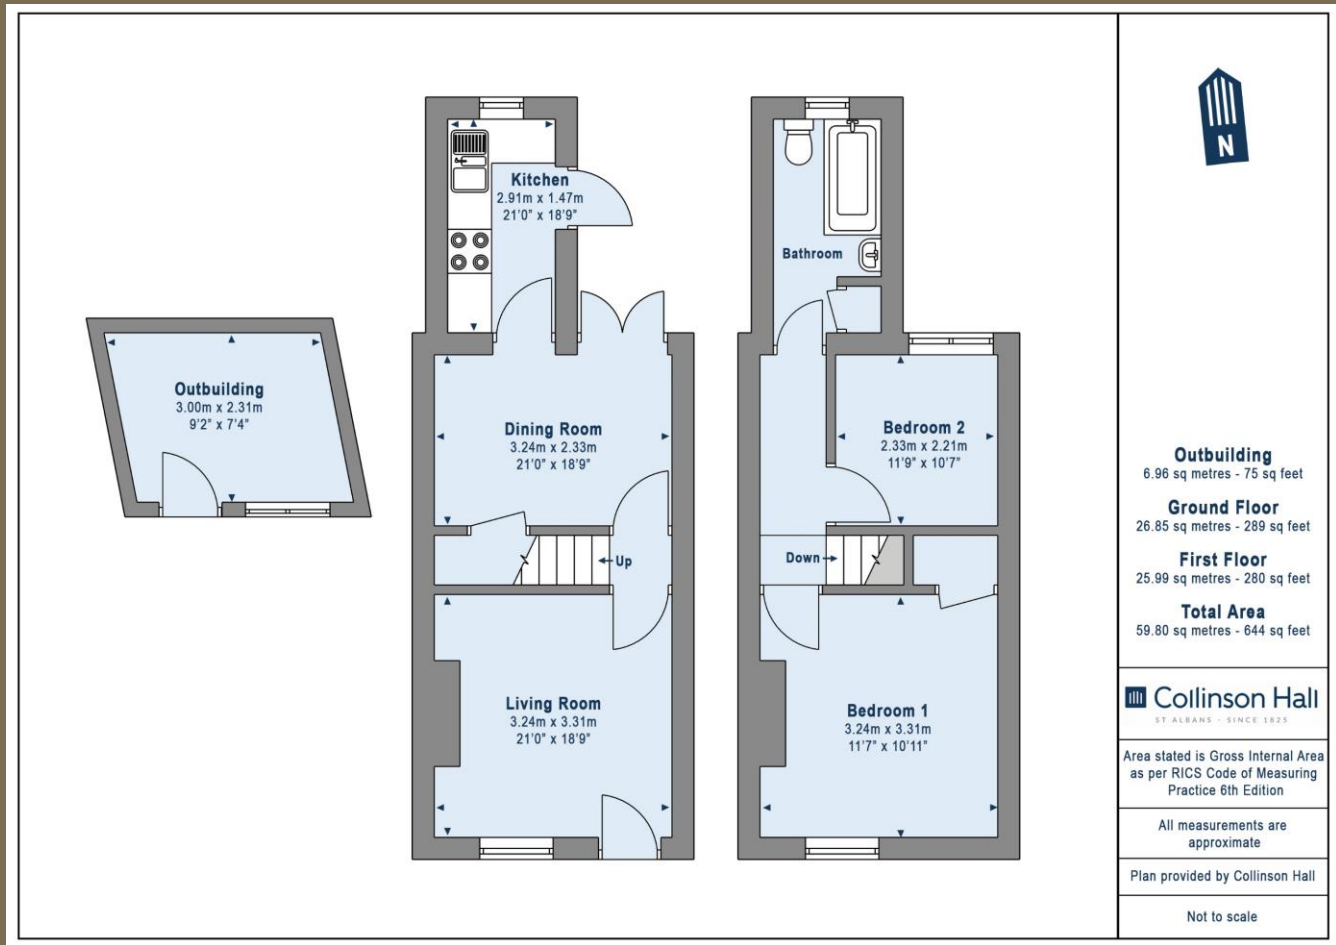 Kitchen
2.91m x 1.47m
21'0" x 18'9"
Outbuilding
3.00m x 2.31m
9'2" x 7'4"
Dining Room
3.24m x 2.33m
21'0" x 18'9"
Up
Living Room
3.24m x 3.31m
21'0" x 18'9"
Bathroom
Bedroom 2
2.33m x 2.21m
11'9" x 10'7"
Down
Bedroom 1
3.24m x 3.31m
11'7" x 10'11"
N
Outbuilding
6.96 sq metres - 75 sq feet
Ground Floor
26.85 sq metres - 289 sq feet
First Floor
25.99 sq metres - 280 sq feet
Total Area
59.80 sq metres - 644 sq feet
Collinson Hall
ST ALBANS - SINCE 1825
Area stated is Gross Internal Area
as per RICS Code of Measuring
Practice 6th Edition
All measurements are
approximate
Plan provided by Collinson Hall
Not to scale